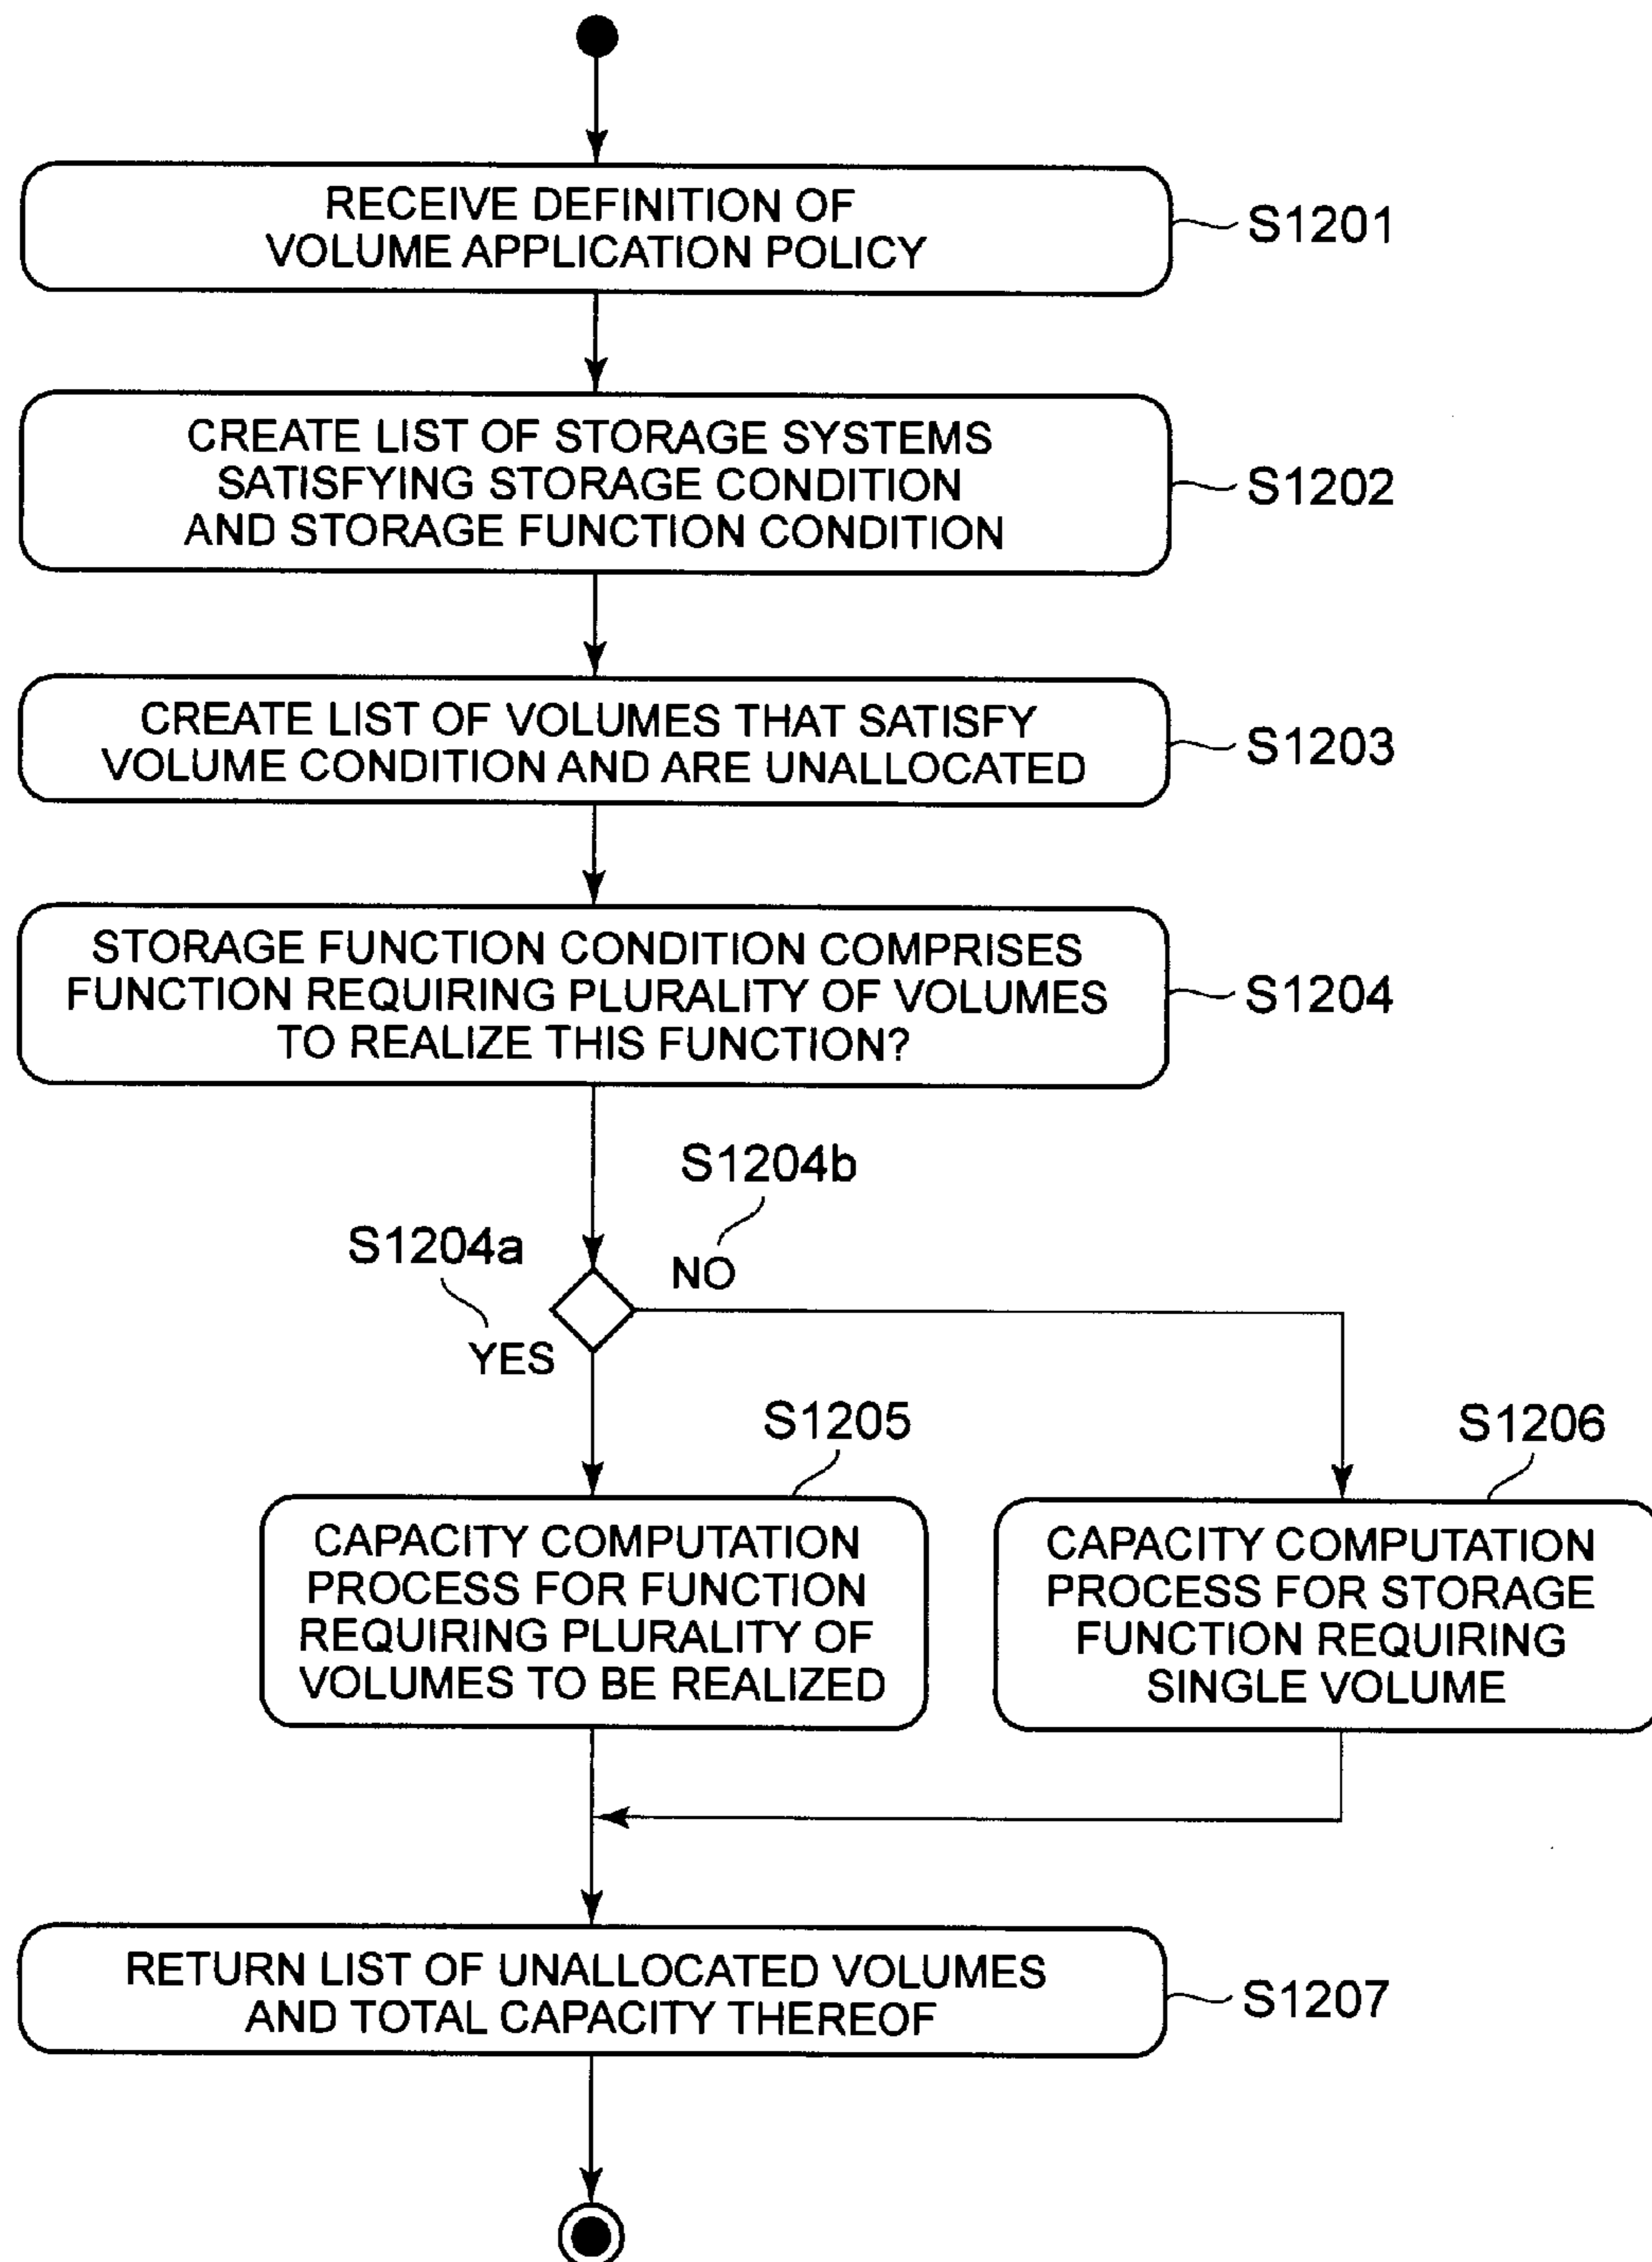 RECEIVE DEFINITION OF
VOLUME APPLICATION POLICY
S1201
CREATE LIST OF STORAGE SYSTEMS
SATISFYING STORAGE CONDITION
AND STORAGE FUNCTION CONDITION
S1202
CREATE LIST OF VOLUMES THAT SATISFY
VOLUME CONDITION AND ARE UNALLOCATED
S1203
STORAGE FUNCTION CONDITION COMPRISES
FUNCTION REQUIRING PLURALITY OF VOLUMES
TO REALIZE THIS FUNCTION?
S1204
S1204b
NO
S1204a
YES
S1205
CAPACITY COMPUTATION
PROCESS FOR FUNCTION
REQUIRING PLURALITY OF
VOLUMES TO BE REALIZED
S1206
CAPACITY COMPUTATION
PROCESS FOR STORAGE
FUNCTION REQUIRING
SINGLE VOLUME
RETURN LIST OF UNALLOCATED VOLUMES
AND TOTAL CAPACITY THEREOF
S1207